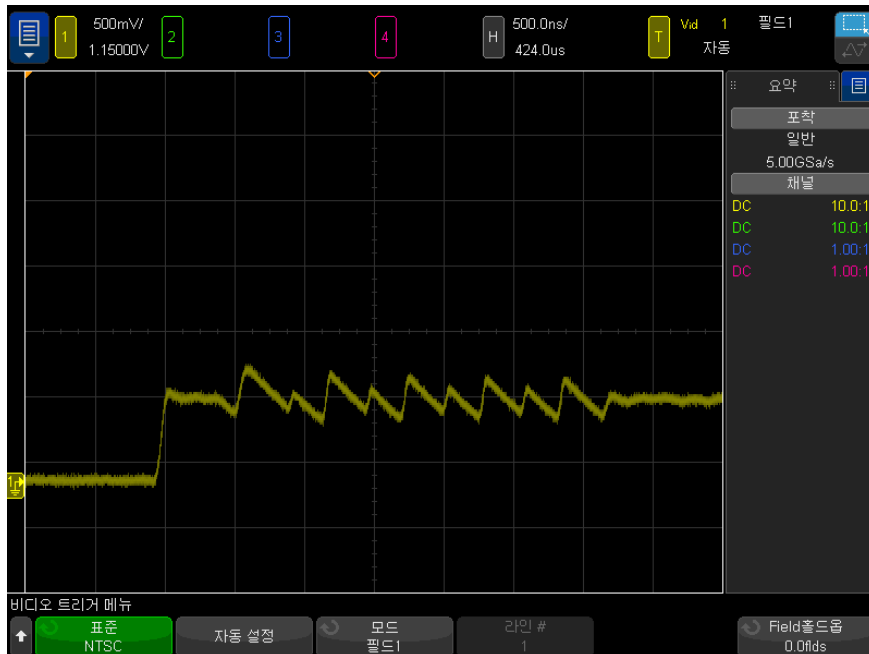 1
500mV/
1.15000V
2
3
4
H
500.0ns/
424.0us
T
Vid 1
필드1
자동
요약
포착
일반
5.00GSa/s
채널
DC 10.0:1
DC 10.0:1
DC 1.00:1
DC 1.00:1
1
비디오 트리거 메뉴
표준
NTSC
자동 설정
모드
필드1
라인 #
1
Field홀드옵
0.0flds